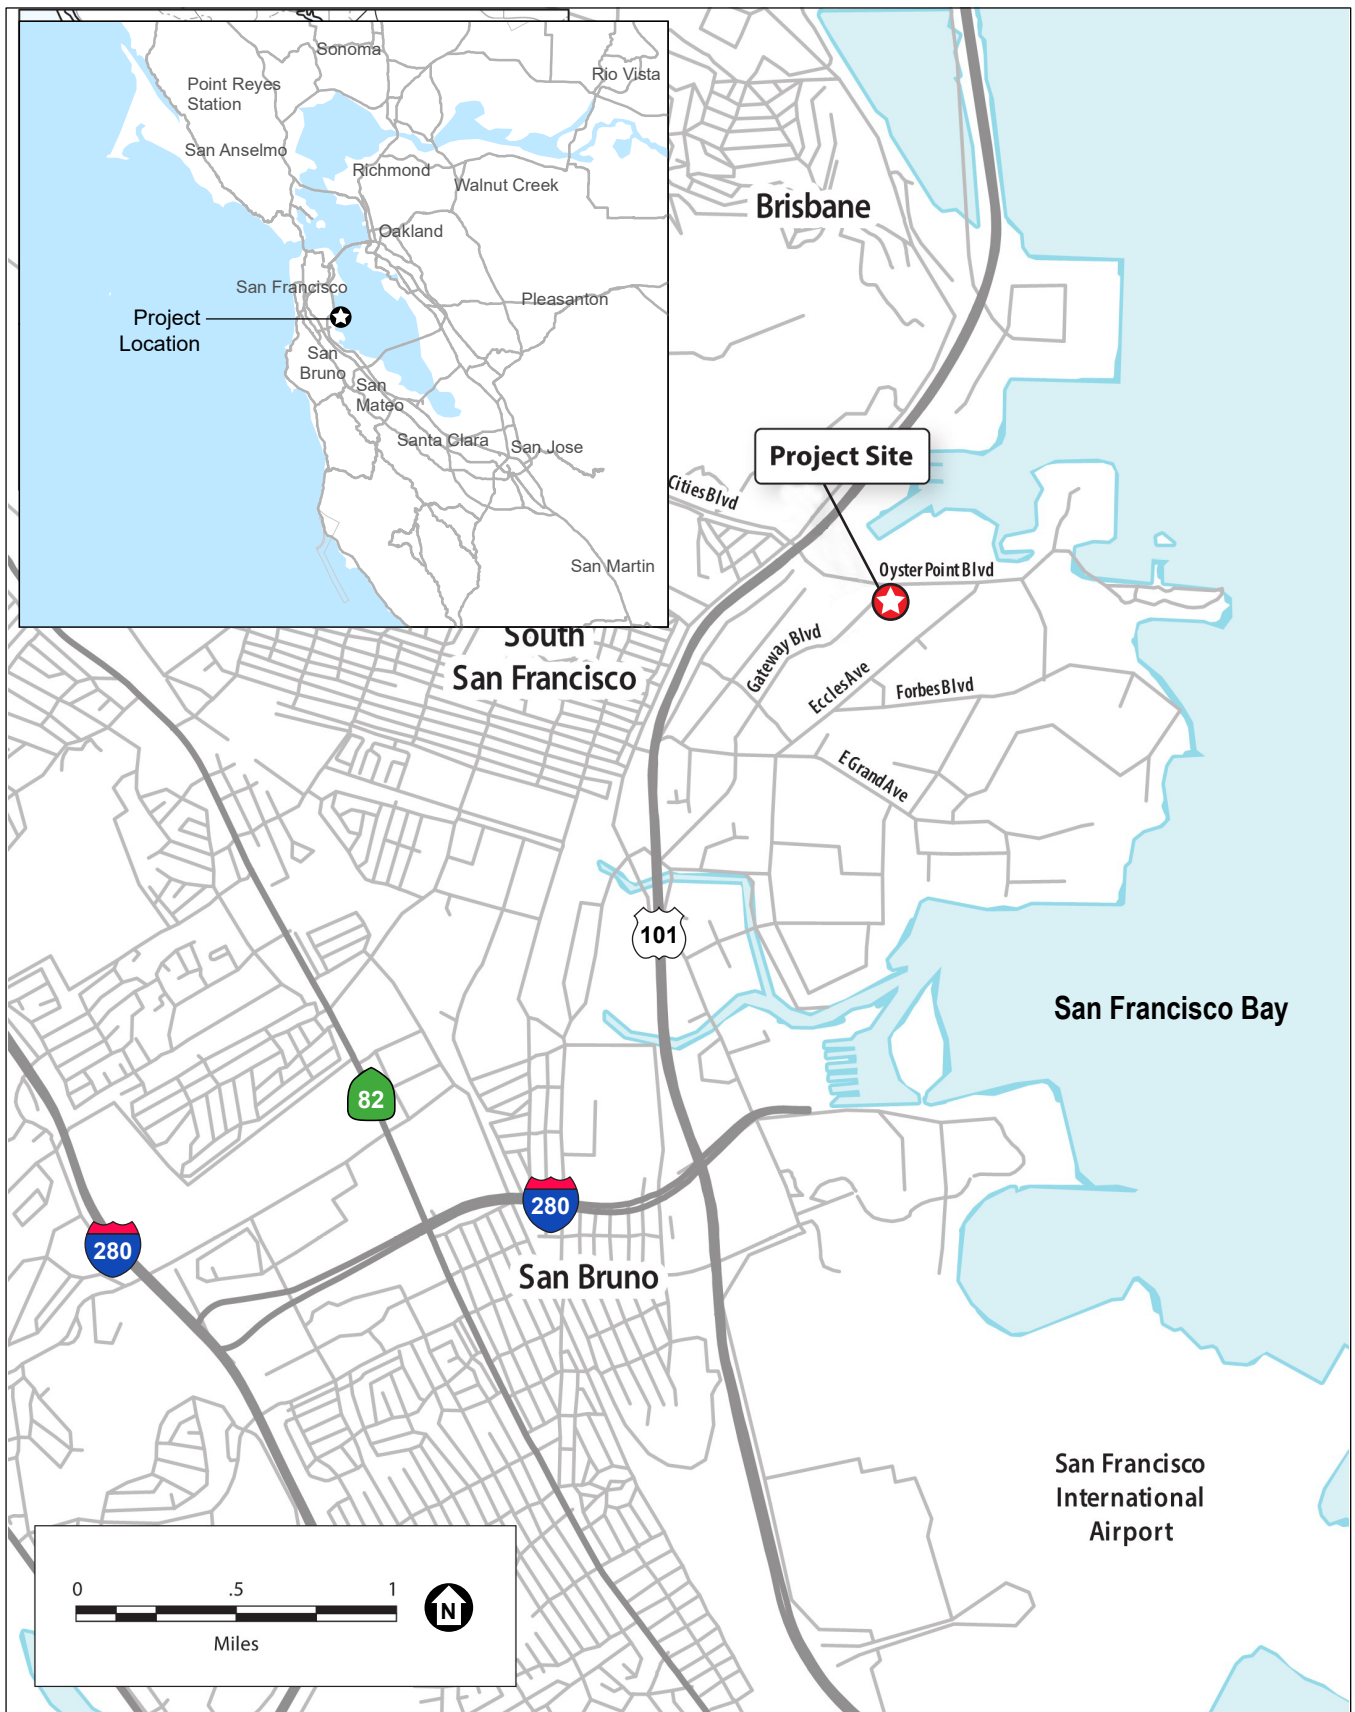 Sonoma
Rio Vista
Point Reyes
Station
San Anselmo
Richmond
Walnut Creek
Oakland
San Francisco
Pleasanton
Project
Location
San
Bruno
San
Mateo
Santa Clara
San Jose
San Martin
Brisbane
Project Site
Cities Blvd
Oyster Point Blvd
South
San Francisco
Gateway Blvd
Eccles Ave
Forbes Blvd
E Grand Ave
101
San Francisco Bay
82
280
280
San Bruno
San Francisco
International
Airport
0 .5 1
Miles
N